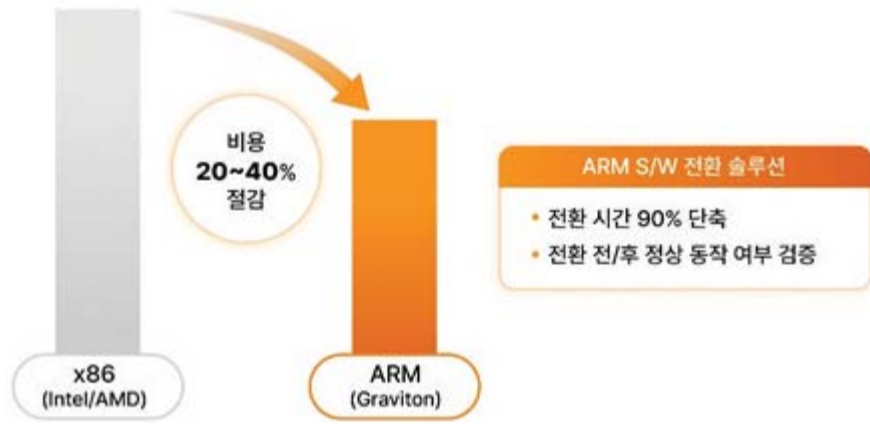 비용
20~40%
절감
ARM S/W 전환 솔루션
• 전환 시간 90% 단축
• 전환 전/후 정상 동작 여부 검증
x86
(Intel/AMD)
ARM
(Graviton)